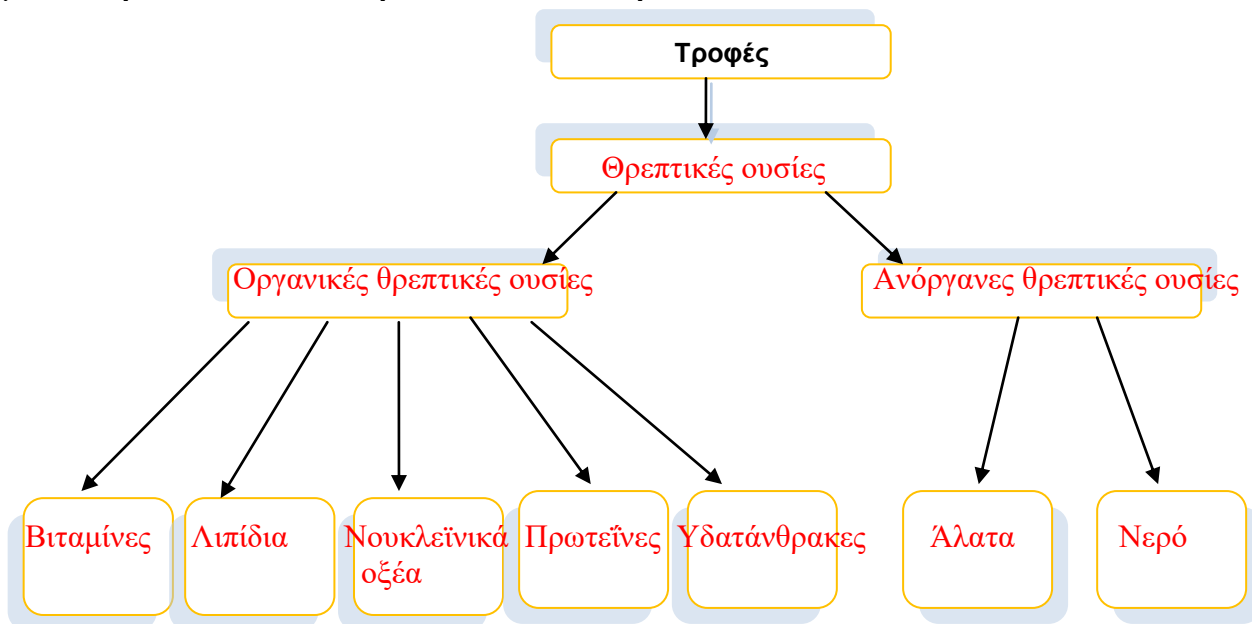 Τροφές
Θρεπτικές ουσίες
Οργανικές θρεπτικές ουσίες
Ανόργανες θρεπτικές ουσίες
Βιταμίνες
Λιπίδια
Νουκλεϊνικά
οξέα
Πρωτεΐνες
Υδατάνθρακες
Άλατα
Νερό